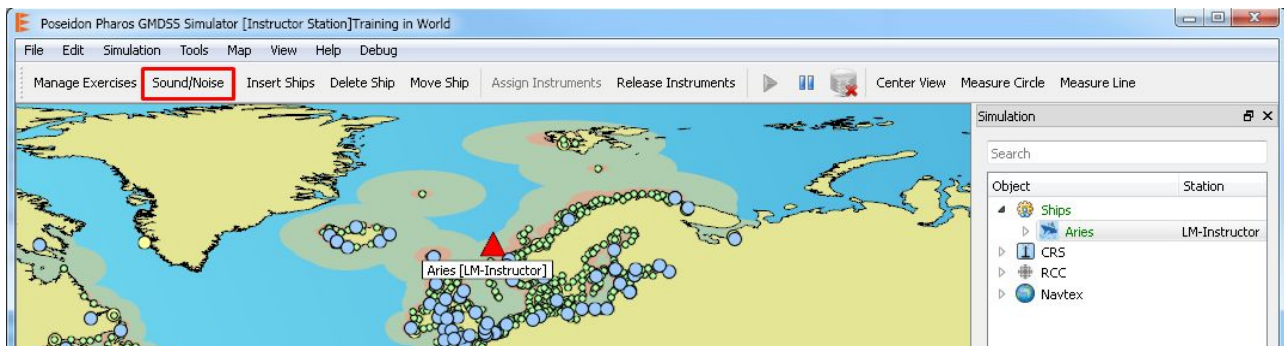 Poseidon Pharos GMDSS Simulator [Instructor Station]Training in World
File Edit Simulation Tools Map View Help Debug
Manage Exercises Sound/Noise Insert Ships Delete Ship Move Ship Assign Instruments Release Instruments Center View Measure Circle Measure Line
Simulation
Search
Object Station
Ships
Aries LM-Instructor
CRS
RCC
Navtex
Aries [LM-Instructor]